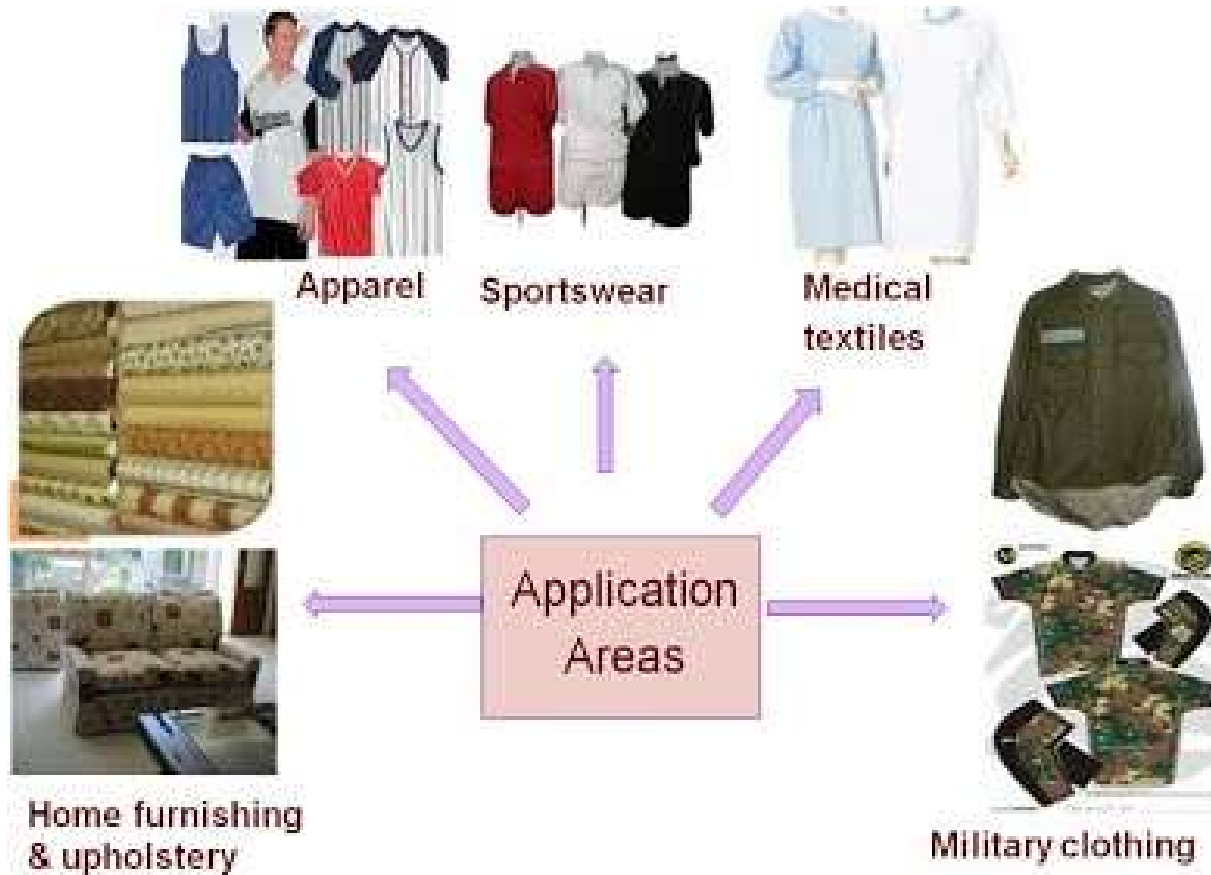 Apparel
Sportswear
Medical
textiles
Application
Areas
Home furnishing
& upholstery
Military clothing